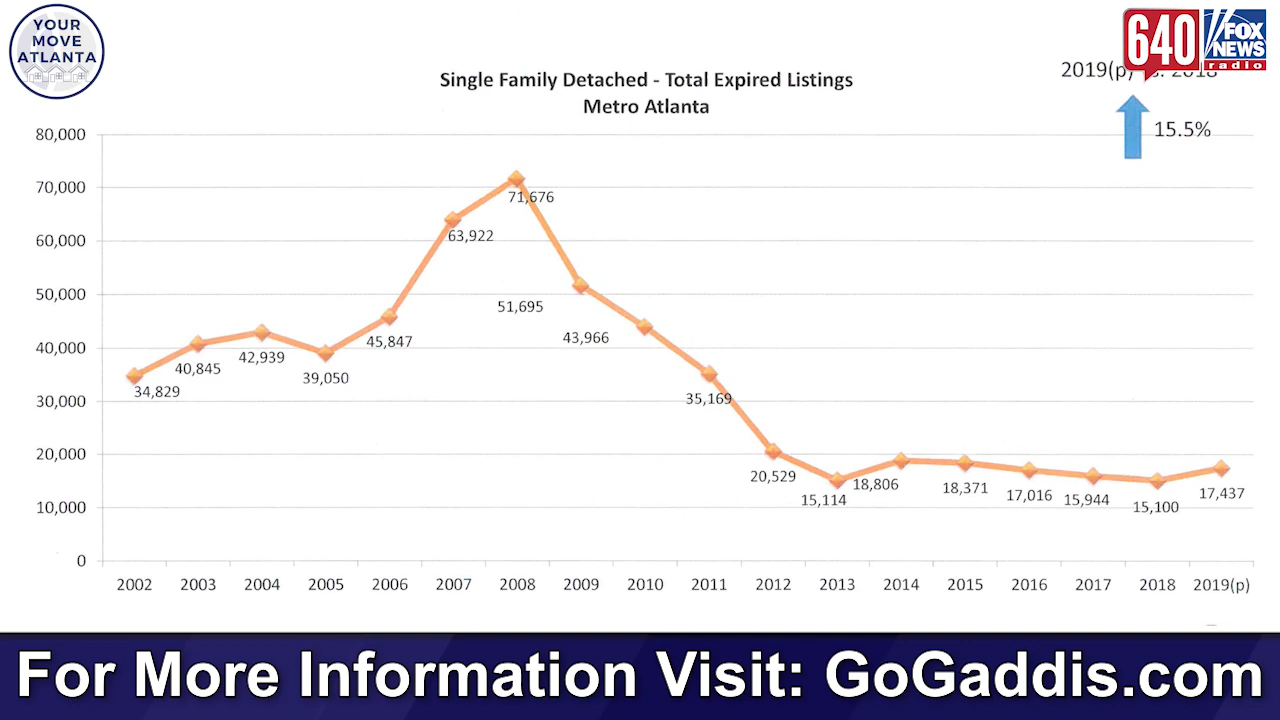 YOUR
MOVE
ATLANTA
640
FOX
NEWS
radio
Single Family Detached - Total Expired Listings
Metro Atlanta
2019(p) 2018
15.5%
80,000
70,000
60,000
50,000
40,000
30,000
20,000
10,000
0
34,829
40,845
42,939
39,050
45,847
63,922
71,676
51,695
43,966
35,169
20,529
15,114
18,806
18,371
17,016
15,944
15,100
17,437
2002 2003 2004 2005 2006 2007 2008 2009 2010 2011 2012 2013 2014 2015 2016 2017 2018 2019(p)
For More Information Visit: GoGaddis.com